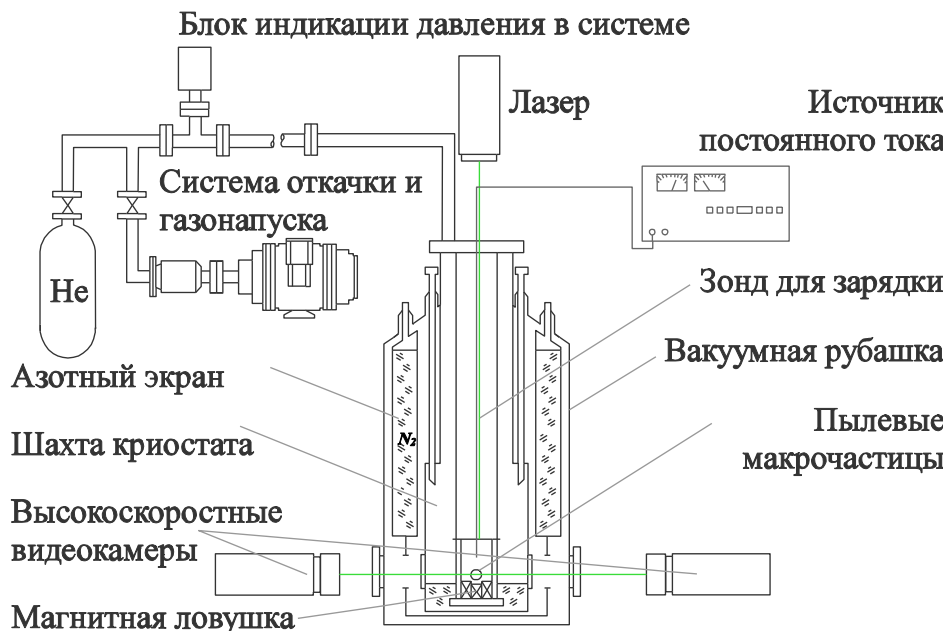 Блок индикации давления в системе
Лазер
Источник
постоянного тока
Система откачки и
газонапуска
He
Зонд для зарядки
Вакуумная рубашка
Азотный экран
N₂
Шахта криостата
Пылевые
макрочастицы
Высокоскоростные
видеокамеры
Магнитная ловушка